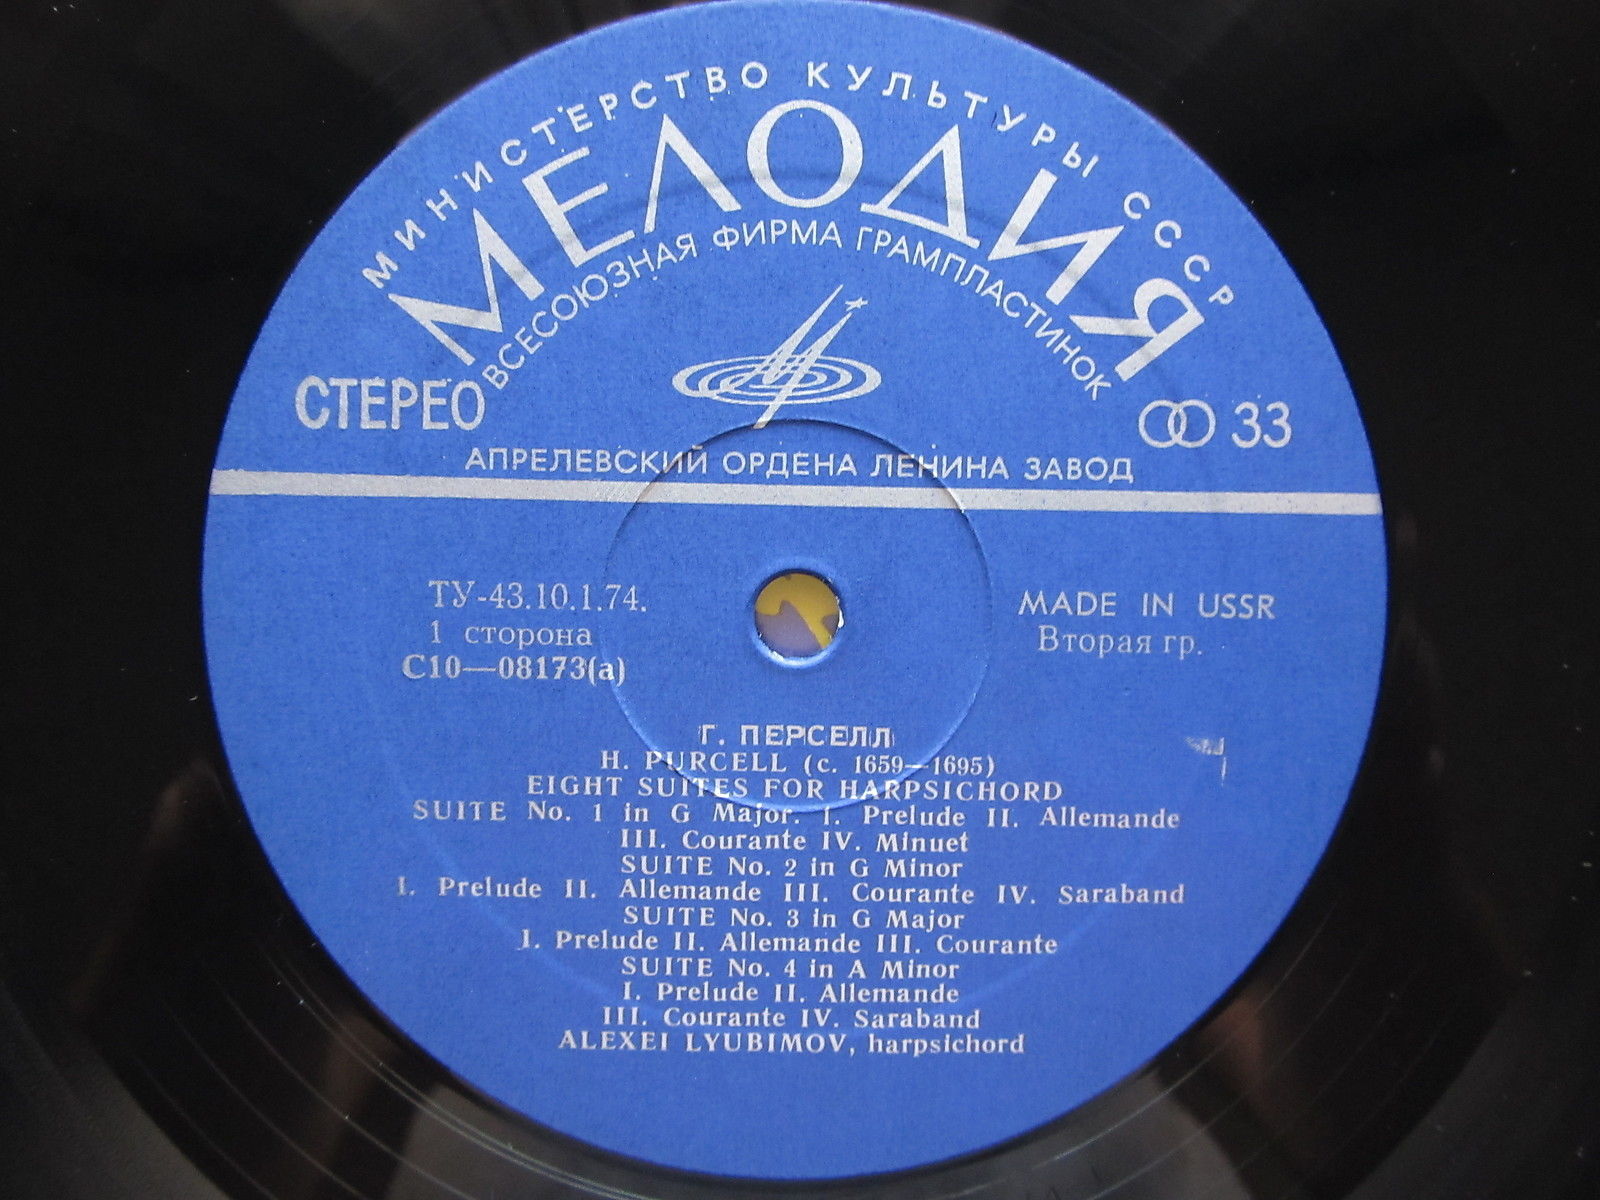 МИНИСТЕРСТВО КУЛЬТУРЫ СССР
МЕЛОДИЯ
ВСЕСОЮЗНАЯ ФИРМА ГРАМПЛАСТИНОК
СТЕРЕО
33
АПРЕЛЕВСКИЙ ОРДЕНА ЛЕНИНА ЗАВОД
ТУ-43.10.1.74.
1 сторона
С10—08173(а)
MADE IN USSR
Вторая гр.
Г. ПЕРСЕЛЛ
H. PURCELL (c. 1659—1695)
EIGHT SUITES FOR HARPSICHORD
SUITE No. 1 in G Major. I. Prelude II. Allemande
III. Courante IV. Minuet
SUITE No. 2 in G Minor
I. Prelude II. Allemande III. Courante IV. Saraband
SUITE No. 3 in G Major
I. Prelude II. Allemande III. Courante
SUITE No. 4 in A Minor
I. Prelude II. Allemande
III. Courante IV. Saraband
ALEXEI LYUBIMOV, harpsichord